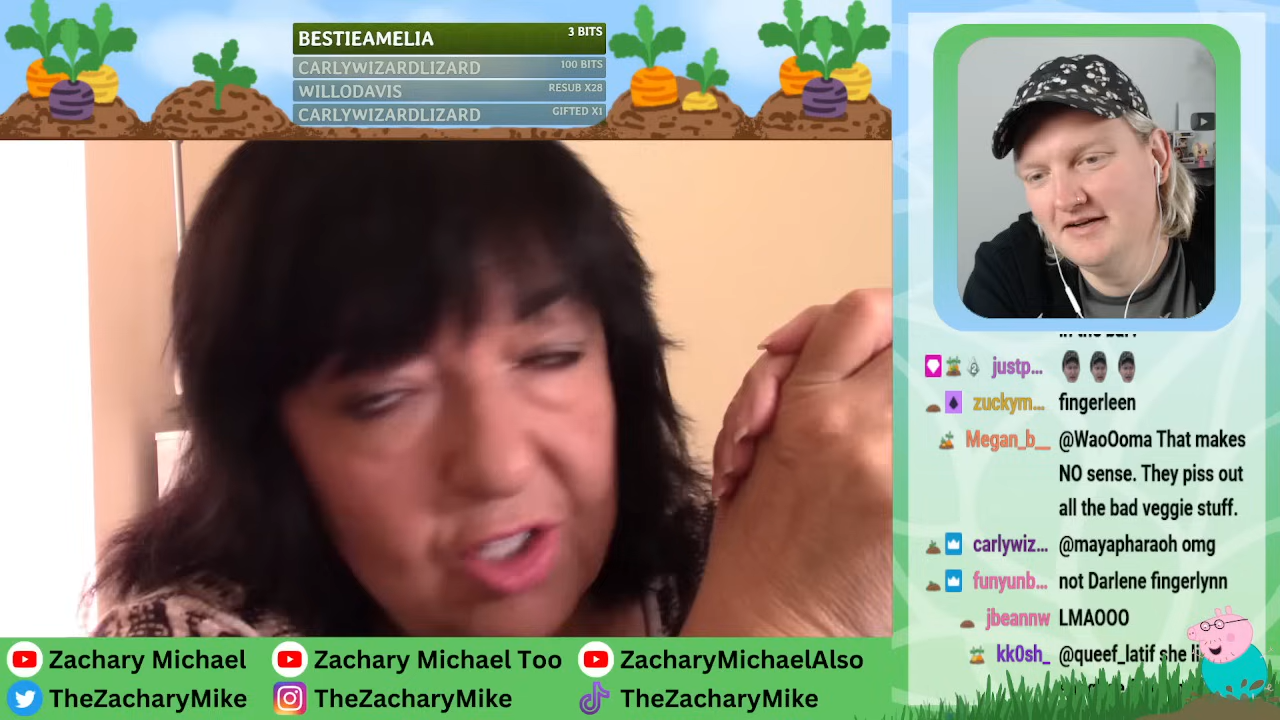 BESTIEAMELIA 3 BITS
CARLYWIZARDLIZARD 100 BITS
WILLODAVIS RESUB X28
CARLYWIZARDLIZARD GIFTED X1
justp...
zuckym... fingerleen
Megan_b__ @WaoOoma That makes
NO sense. They piss out
all the bad veggie stuff.
carlywiz... @mayapharaoh omg
funyunb... not Darlene fingerlynn
jbeannw LMAOOO
kk0sh_ @queef_latif she
Zachary Michael Zachary Michael Too ZacharyMichaelAlso
TheZacharyMike TheZacharyMike TheZacharyMike